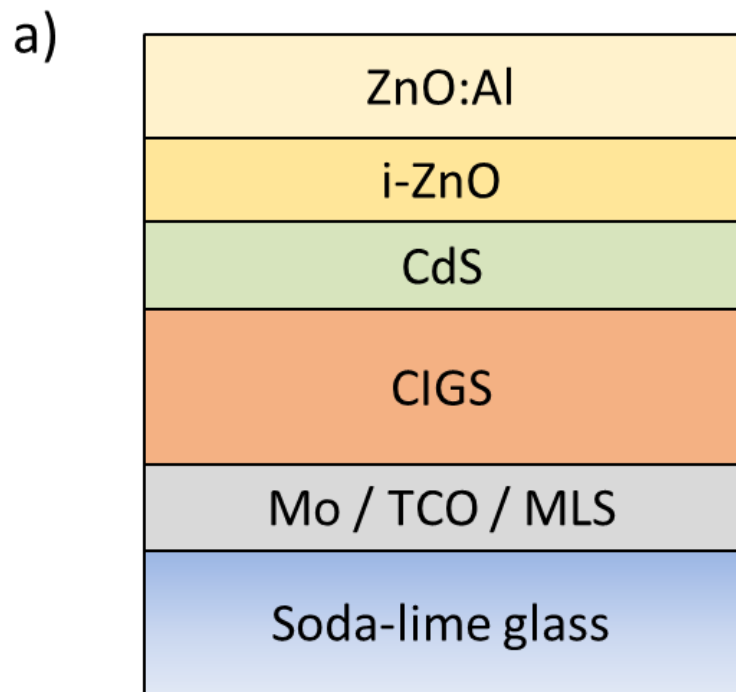 a)
ZnO:Al
i-ZnO
CdS
CIGS
Mo / TCO / MLS
Soda-lime glass